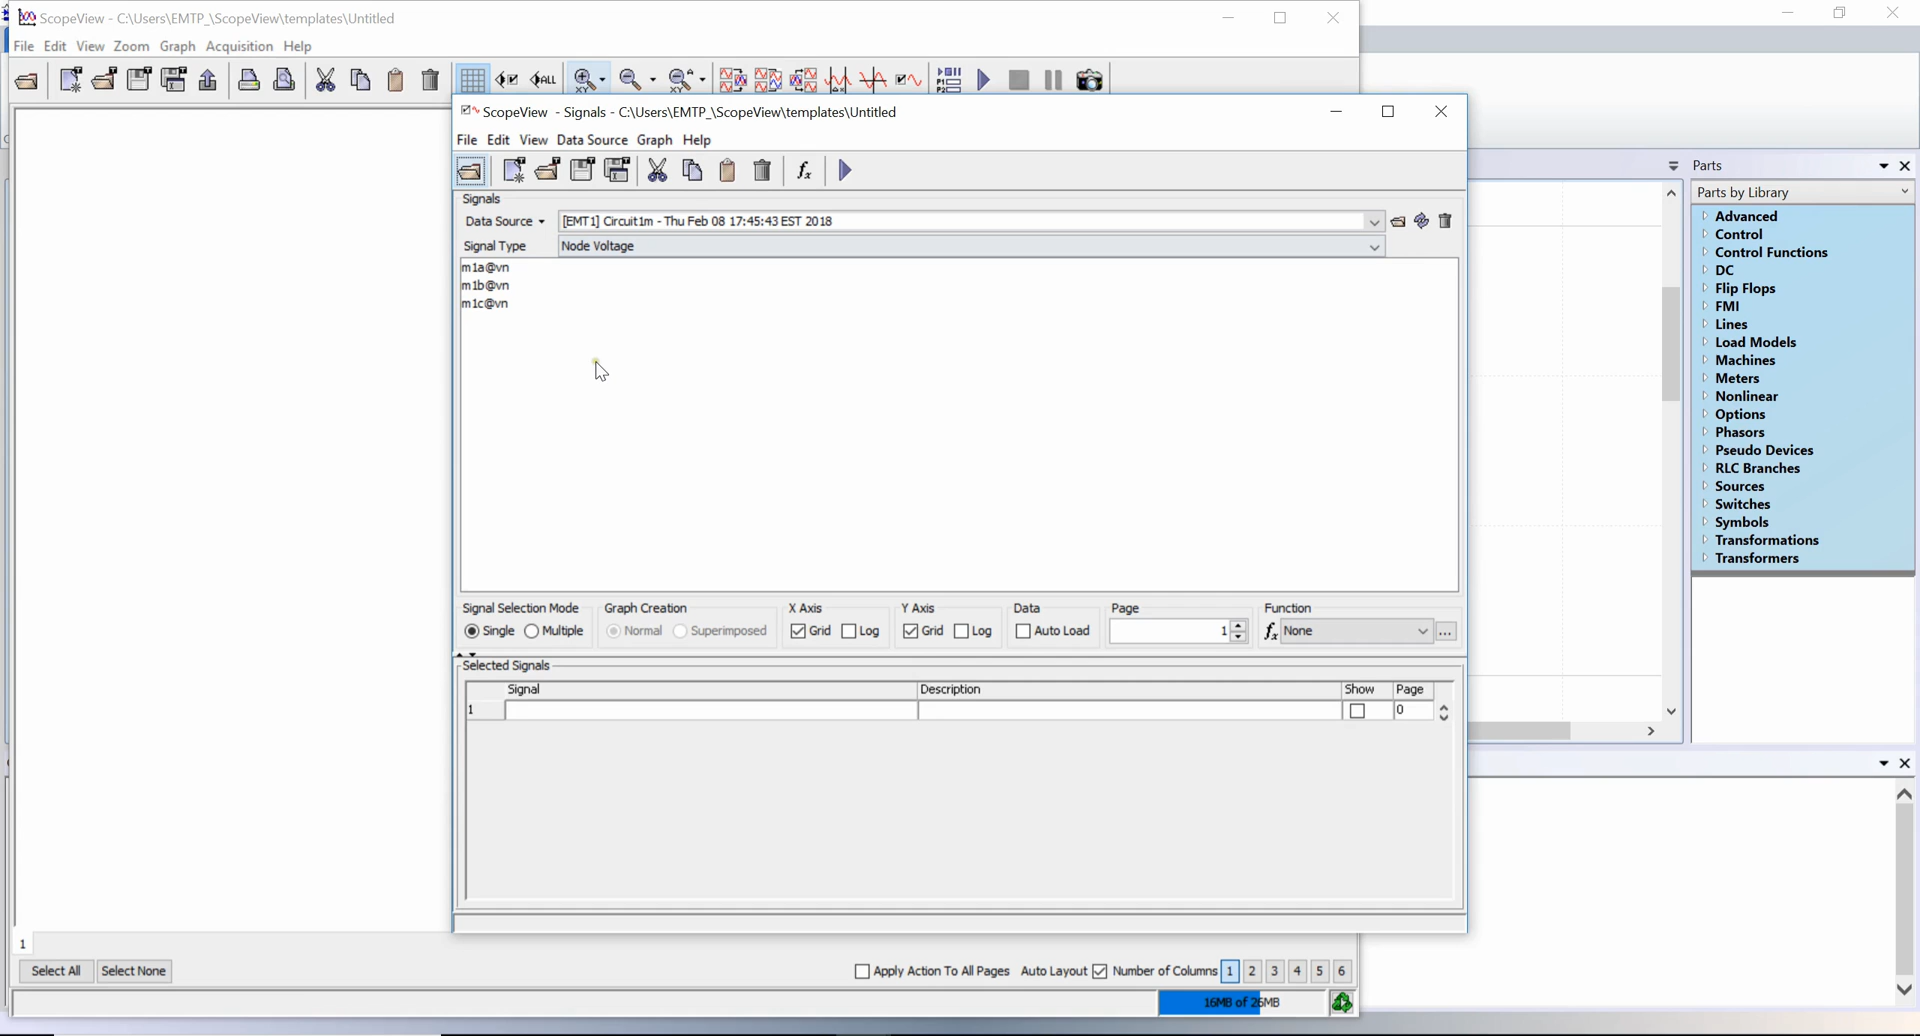 ScopeView - C:\Users\EMTP_\ScopeView\templates\Untitled
File Edit View Zoom Graph Acquisition Help
ScopeView - Signals - C:\Users\EMTP_\ScopeView\templates\Untitled
File Edit View Data Source Graph Help
Signals
Data Source [EMT1] Circuit1m - Thu Feb 08 17:45:43 EST 2018
Signal Type Node Voltage
m1a@vn
m1b@vn
m1c@vn
Signal Selection Mode Graph Creation X Axis Y Axis Data Page Function
Single Multiple Normal Superimposed Grid Log Grid Log Auto Load 1 fx None ...
Selected Signals
Signal Description Show Page
1 0
Parts
Parts by Library
Advanced
Control
Control Functions
DC
Flip Flops
FMI
Lines
Load Models
Machines
Meters
Nonlinear
Options
Phasors
Pseudo Devices
RLC Branches
Sources
Switches
Symbols
Transformations
Transformers
1
Select All Select None Apply Action To All Pages Auto Layout Number of Columns 1 2 3 4 5 6
16MB of 26MB